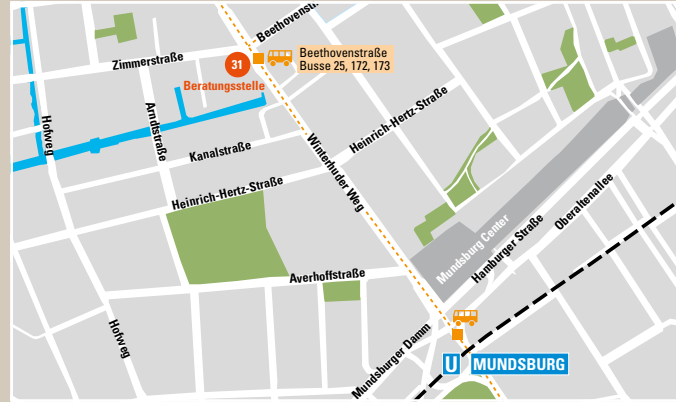 Beethovenstr
Zimmerstraße
31
Beratungsstelle
Beethovenstraße
Busse 25, 172, 173
Hofweg
Arndtstraße
Kanalstraße
Heinrich-Hertz-Straße
Winterhuder Weg
Heinrich-Hertz-Straße
Averhoffstraße
Mundsburg Center
Hamburger Straße
Oberaltenallee
Hofweg
Mundsburger Damm
U MUNDSBURG